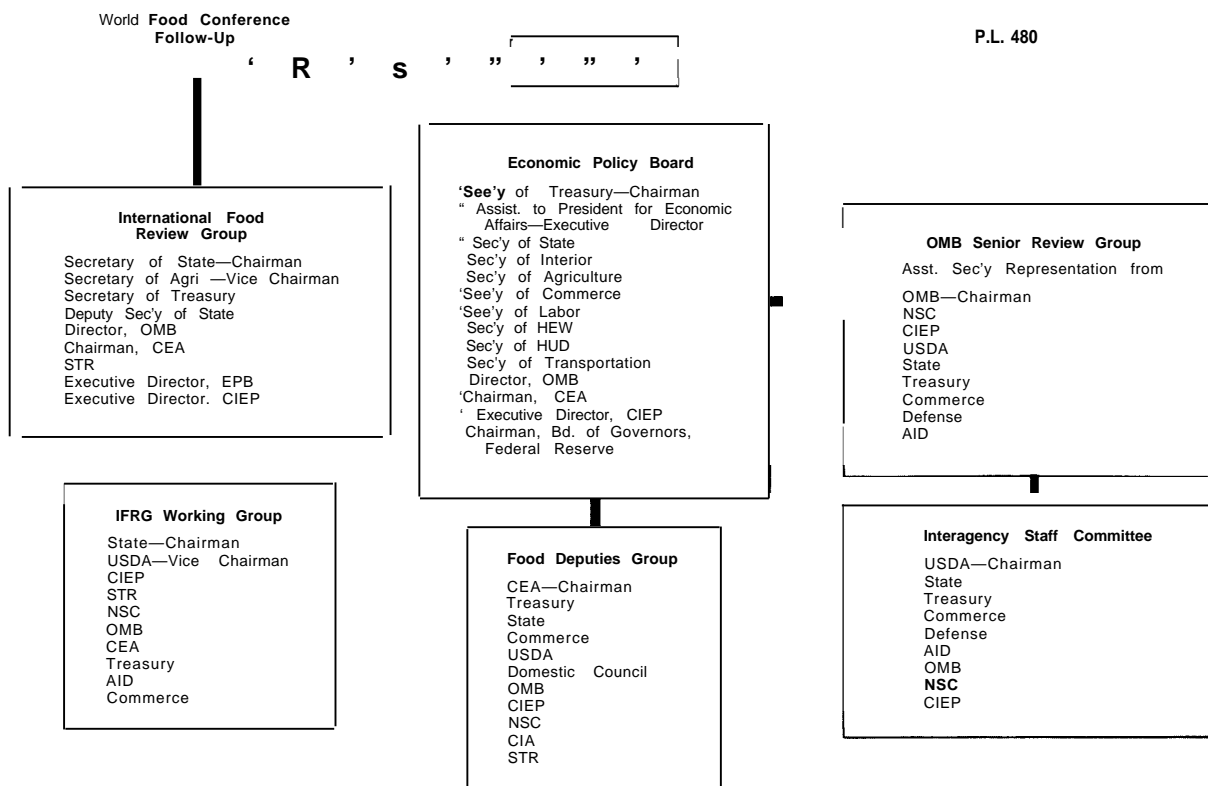 World Food Conference
Follow-Up
P.L. 480
‘ R ’ s ’ ” ’ ” ’
International Food
Review Group
Secretary of State—Chairman
Secretary of Agri —Vice Chairman
Secretary of Treasury
Deputy Sec’y of State
Director, OMB
Chairman, CEA
STR
Executive Director, EPB
Executive Director. CIEP
IFRG Working Group
State—Chairman
USDA—Vice Chairman
CIEP
STR
NSC
OMB
CEA
Treasury
AID
Commerce
Economic Policy Board
‘See’y of Treasury—Chairman
“ Assist. to President for Economic
Affairs—Executive Director
“ Sec’y of State
Sec’y of Interior
Sec’y of Agriculture
‘See’y of Commerce
‘See’y of Labor
Sec’y of HEW
Sec’y of HUD
Sec’y of Transportation
Director, OMB
‘Chairman, CEA
‘ Executive Director, CIEP
Chairman, Bd. of Governors,
Federal Reserve
Food Deputies Group
CEA—Chairman
Treasury
State
Commerce
USDA
Domestic Council
OMB
CIEP
NSC
CIA
STR
OMB Senior Review Group
Asst. Sec’y Representation from
OMB—Chairman
NSC
CIEP
USDA
State
Treasury
Commerce
Defense
AID
Interagency Staff Committee
USDA—Chairman
State
Treasury
Commerce
Defense
AID
OMB
NSC
CIEP